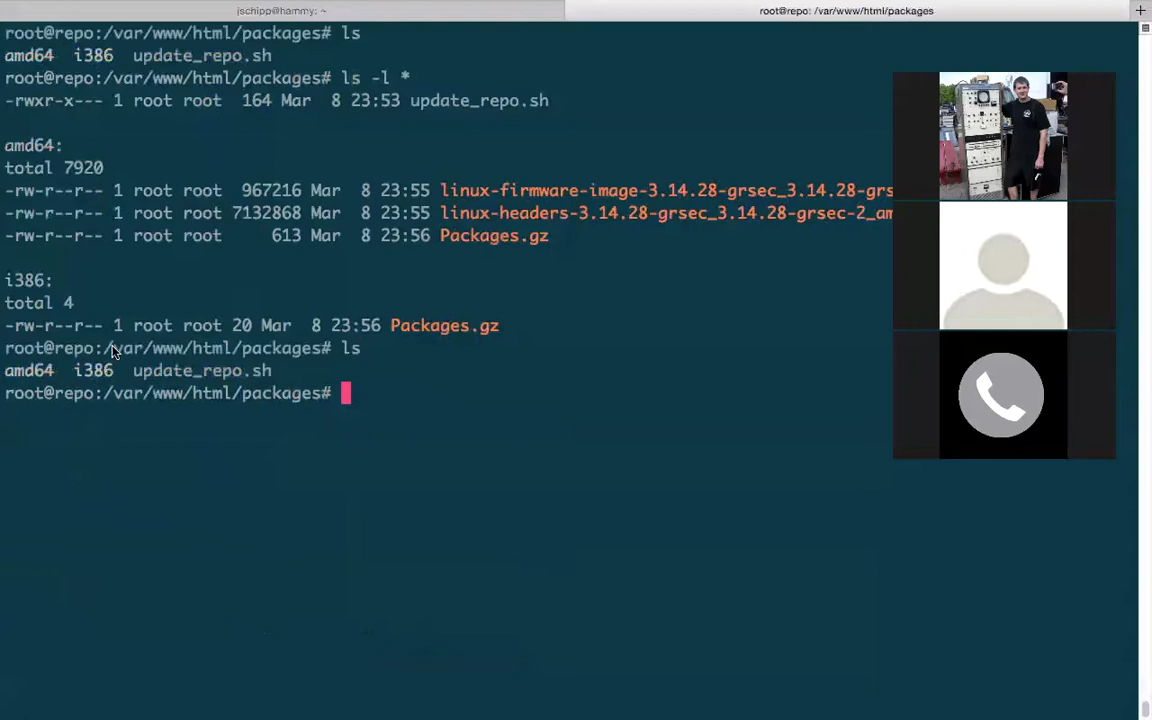 jschipp@hammy: ~
root@repo: /var/www/html/packages
root@repo:/var/www/html/packages# ls
amd64 i386 update_repo.sh
root@repo:/var/www/html/packages# ls -l *
-rwxr-x--- 1 root root 164 Mar 8 23:53 update_repo.sh
amd64:
total 7920
-rw-r--r-- 1 root root 967216 Mar 8 23:55 linux-firmware-image-3.14.28-grsec_3.14.28-grs
-rw-r--r-- 1 root root 7132868 Mar 8 23:55 linux-headers-3.14.28-grsec_3.14.28-grsec-2_am
-rw-r--r-- 1 root root 613 Mar 8 23:56 Packages.gz
i386:
total 4
-rw-r--r-- 1 root root 20 Mar 8 23:56 Packages.gz
root@repo:/var/www/html/packages# ls
amd64 i386 update_repo.sh
root@repo:/var/www/html/packages#